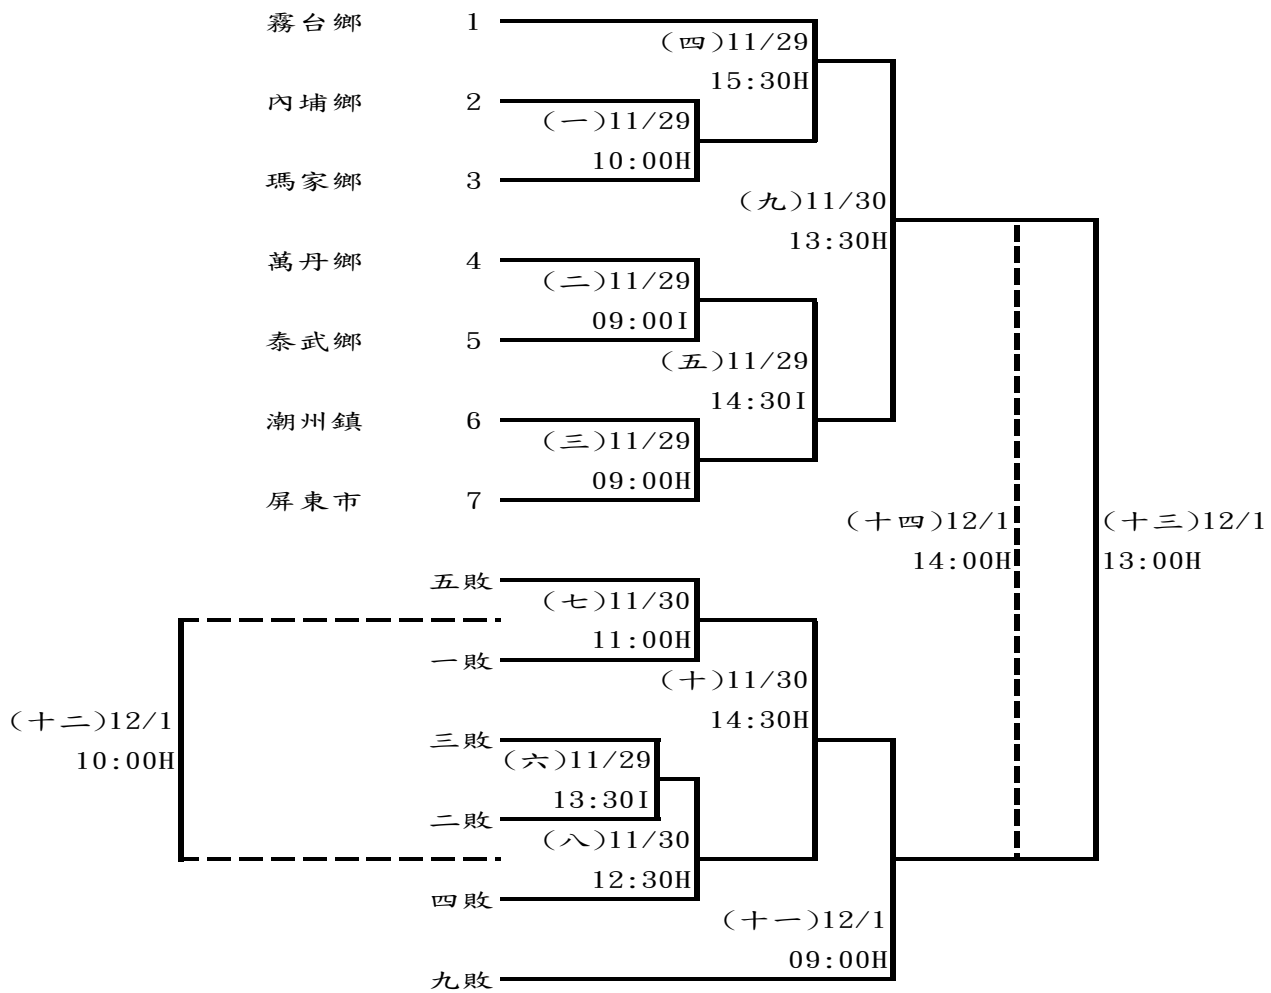 霧台鄉 1
(四)11/29
15:30H
內埔鄉 2
(一)11/29
10:00H
瑪家鄉 3
(九)11/30
13:30H
萬丹鄉 4
(二)11/29
09:00I
泰武鄉 5
(五)11/29
14:30I
潮州鎮 6
(三)11/29
09:00H
屏東市 7
(十四)12/1
14:00H
(十三)12/1
13:00H
五敗
(七)11/30
11:00H
一敗
(十)11/30
14:30H
(十二)12/1
10:00H
三敗
(六)11/29
13:30I
二敗
(八)11/30
12:30H
四敗
(十一)12/1
09:00H
九敗